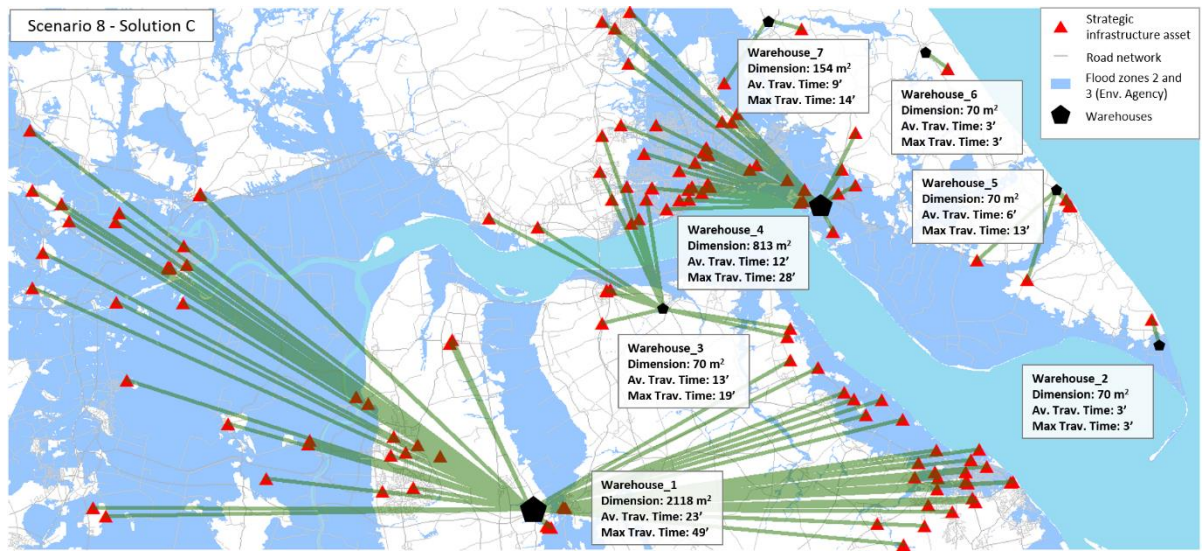 Scenario 8 - Solution C
Warehouse_7
Dimension: 154 m²
Av. Trav. Time: 9’
Max Trav. Time: 14’
Strategic
infrastructure asset
Road network
Flood zones 2 and
3 (Env. Agency)
Warehouses
Warehouse_6
Dimension: 70 m²
Av. Trav. Time: 3’
Max Trav. Time: 3’
Warehouse_5
Dimension: 70 m²
Av. Trav. Time: 6’
Max Trav. Time: 13’
Warehouse_4
Dimension: 813 m²
Av. Trav. Time: 12’
Max Trav. Time: 28’
Warehouse_3
Dimension: 70 m²
Av. Trav. Time: 13’
Max Trav. Time: 19’
Warehouse_2
Dimension: 70 m²
Av. Trav. Time: 3’
Max Trav. Time: 3’
Warehouse_1
Dimension: 2118 m²
Av. Trav. Time: 23’
Max Trav. Time: 49’